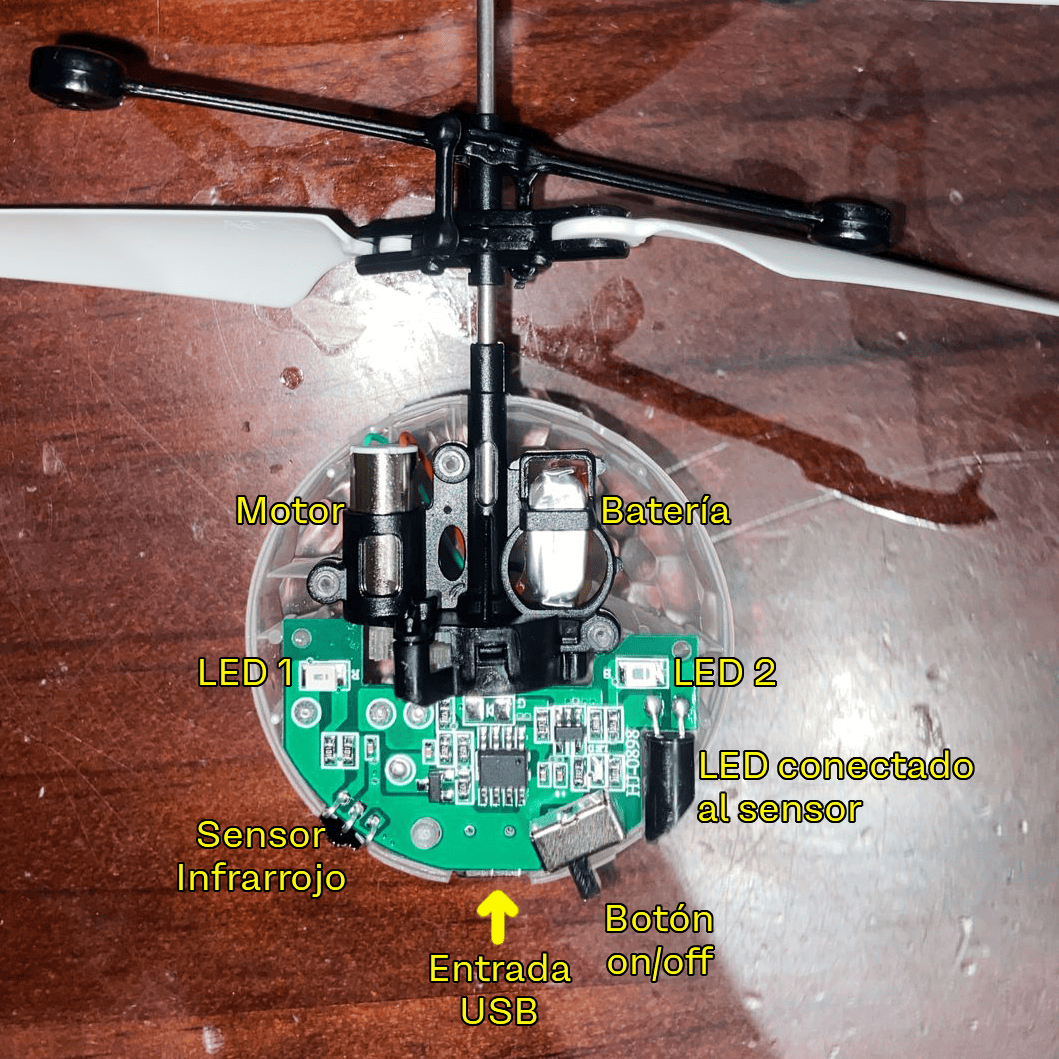 Motor
Batería
LED 1
LED 2
HJ-0898
LED conectado
al sensor
Sensor
Infrarrojo
Botón
on/off
Entrada
USB